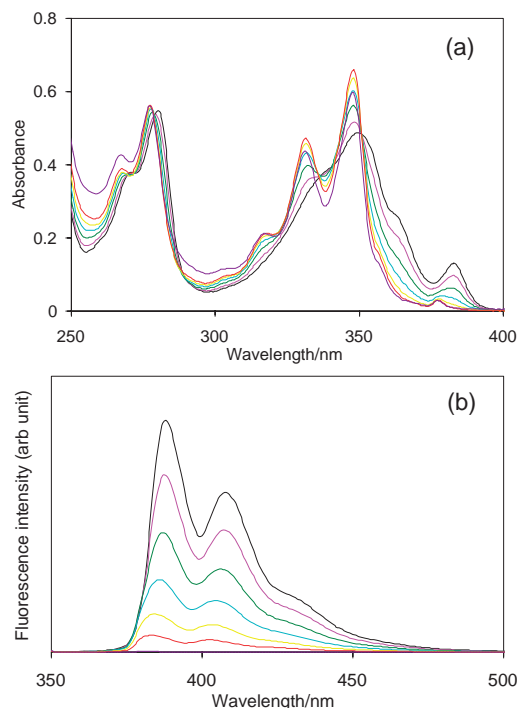 (a)
0.8
0.6
0.4
0.2
0
Absorbance
250 300 350 400
Wavelength/nm
(b)
Fluorescence intensity (arb unit)
350 400 450 500
Wavelength/nm